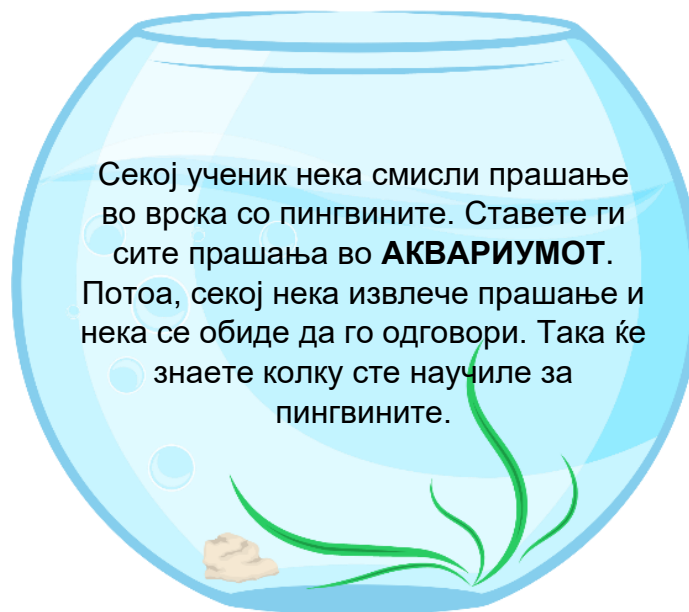 Секој ученик нека смисли прашање
во врска со пингвините. Ставете ги
сите прашања во АКВАРИУМОТ.
Потоа, секој нека извлече прашање и
нека се обиде да го одговори. Така ќе
знаете колку сте научиле за
пингвините.